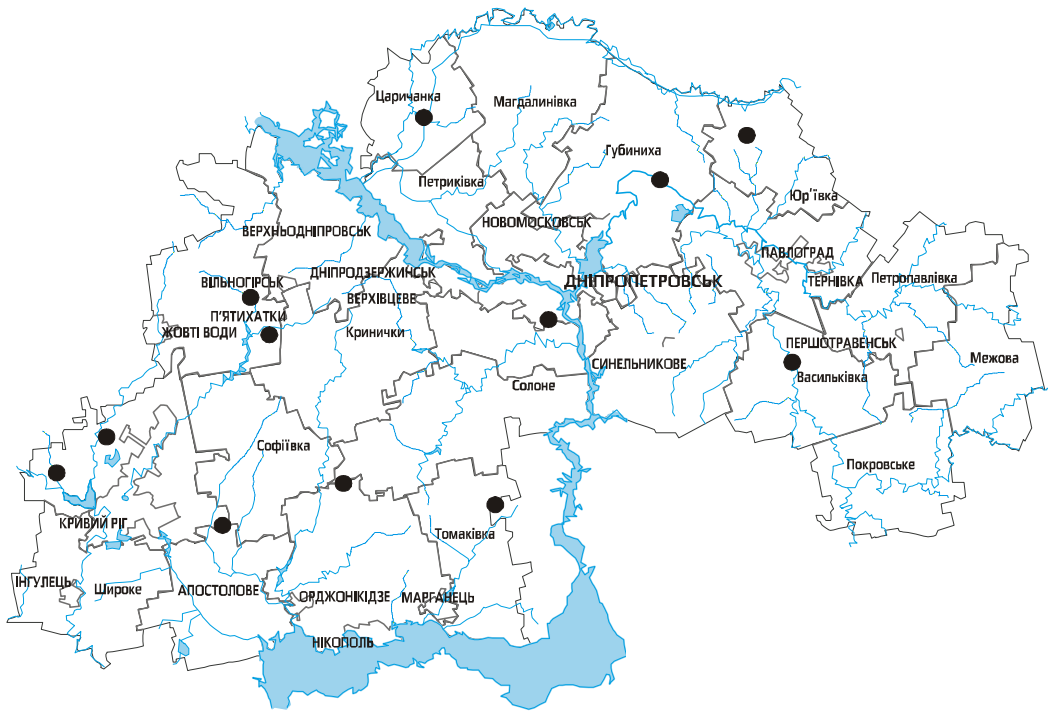 Царичанка
Магдалинівка
Губиниха
Петриківка
Юр'ївка
НОВОМОСКОВСЬК
ВЕРХНЬОДНІПРОВСЬК
ПАВЛОГРАД
ДНІПРОДЗЕРЖИНСЬК
ДНІПРОПЕТРОВСЬК
ТЕРНІВКА
Петропавлівка
ВІЛЬНОГІРСЬК
ВЕРХІВЦЕВЕ
П'ЯТИХАТКИ
ЖОВТІ ВОДИ
Кринички
ПЕРШОТРАВЕНСЬК
СИНЕЛЬНИКОВЕ
Межова
Васильківка
Солоне
Софіївка
Покровське
КРИВИЙ РІГ
Томаківка
ІНГУЛЕЦЬ
Широке
АПОСТОЛОВЕ
ОРДЖОНІКІДЗЕ
МАРГАНЕЦЬ
НІКОПОЛЬ